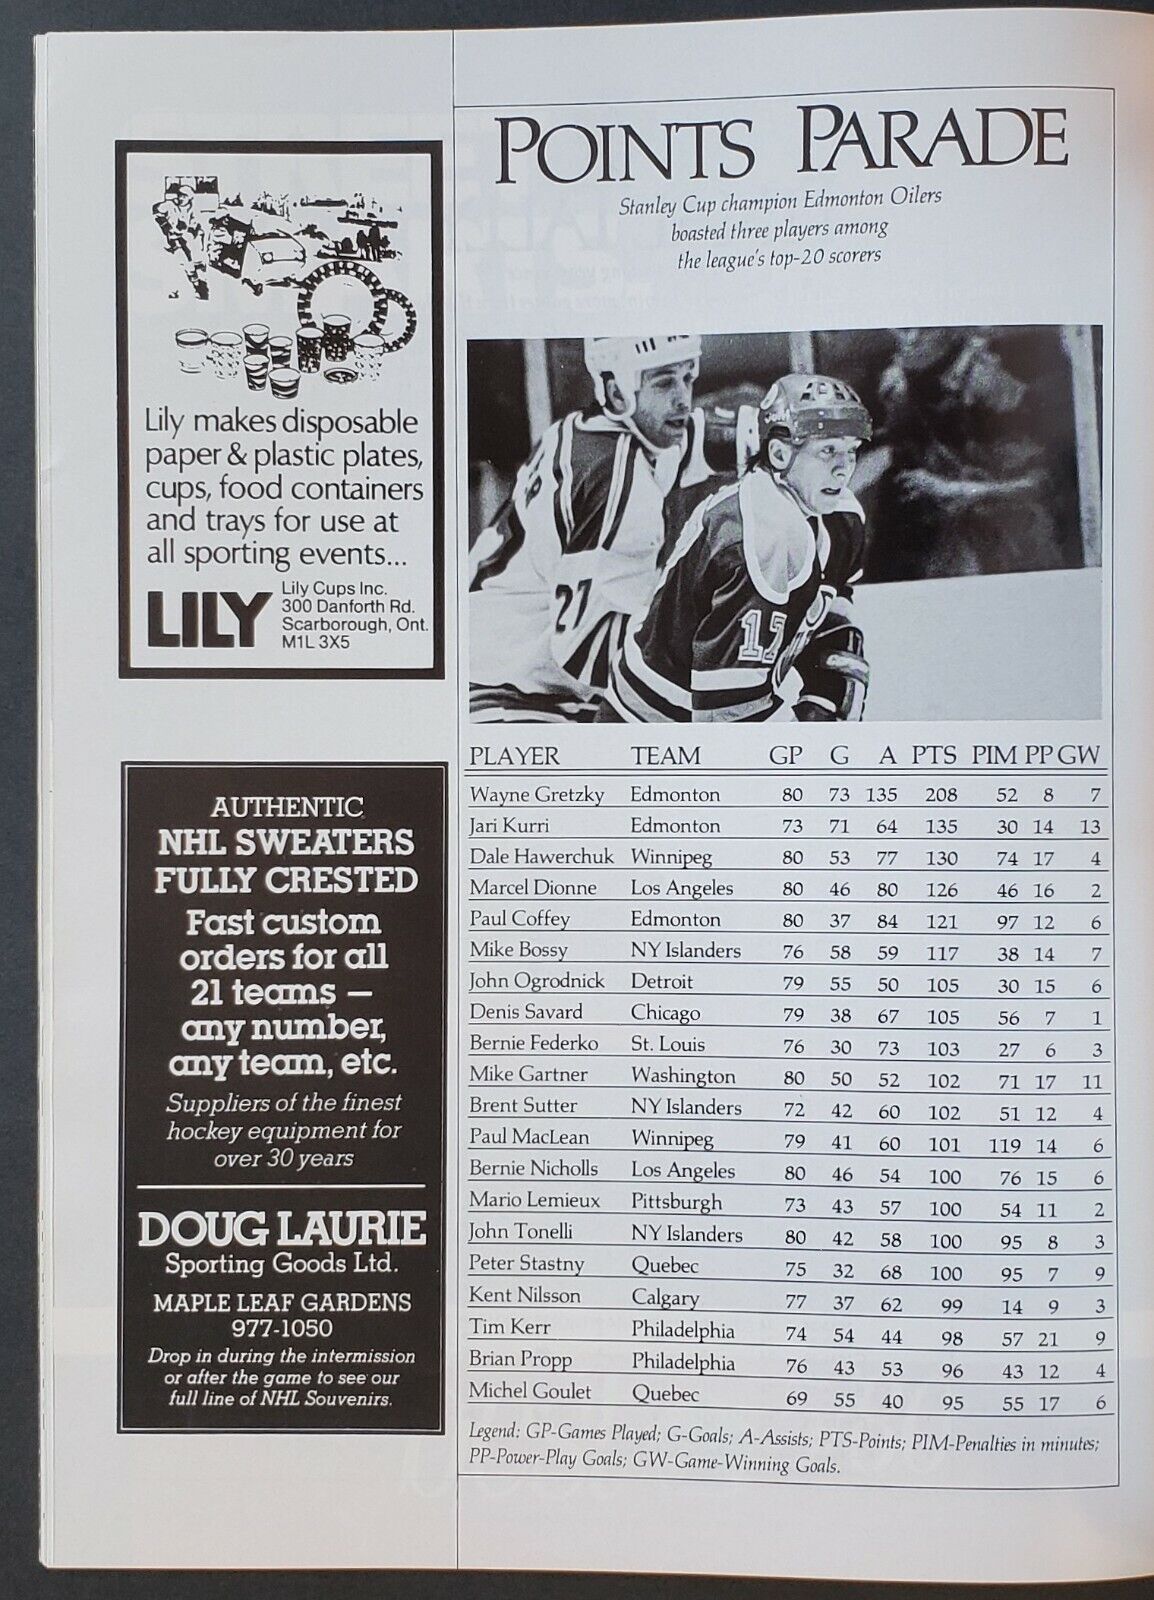 Lily makes disposable
paper & plastic plates,
cups, food containers
and trays for use at
all sporting events...
LILY
Lily Cups Inc.
300 Danforth Rd.
Scarborough, Ont.
M1L 3X5
AUTHENTIC
NHL SWEATERS
FULLY CRESTED
Fast custom
orders for all
21 teams —
any number,
any team, etc.
Suppliers of the finest
hockey equipment for
over 30 years
DOUG LAURIE
Sporting Goods Ltd.
MAPLE LEAF GARDENS
977-1050
Drop in during the intermission
or after the game to see our
full line of NHL Souvenirs.
POINTS PARADE
Stanley Cup champion Edmonton Oilers
boasted three players among
the league's top-20 scorers
27
17
PLAYER TEAM GP G A PTS PIM PP GW
Wayne Gretzky Edmonton 80 73 135 208 52 8 7
Jari Kurri Edmonton 73 71 64 135 30 14 13
Dale Hawerchuk Winnipeg 80 53 77 130 74 17 4
Marcel Dionne Los Angeles 80 46 80 126 46 16 2
Paul Coffey Edmonton 80 37 84 121 97 12 6
Mike Bossy NY Islanders 76 58 59 117 38 14 7
John Ogrodnick Detroit 79 55 50 105 30 15 6
Denis Savard Chicago 79 38 67 105 56 7 1
Bernie Federko St. Louis 76 30 73 103 27 6 3
Mike Gartner Washington 80 50 52 102 71 17 11
Brent Sutter NY Islanders 72 42 60 102 51 12 4
Paul MacLean Winnipeg 79 41 60 101 119 14 6
Bernie Nicholls Los Angeles 80 46 54 100 76 15 6
Mario Lemieux Pittsburgh 73 43 57 100 54 11 2
John Tonelli NY Islanders 80 42 58 100 95 8 3
Peter Stastny Quebec 75 32 68 100 95 7 9
Kent Nilsson Calgary 77 37 62 99 14 9 3
Tim Kerr Philadelphia 74 54 44 98 57 21 9
Brian Propp Philadelphia 76 43 53 96 43 12 4
Michel Goulet Quebec 69 55 40 95 55 17 6
Legend: GP-Games Played; G-Goals; A-Assists; PTS-Points; PIM-Penalties in minutes;
PP-Power-Play Goals; GW-Game-Winning Goals.